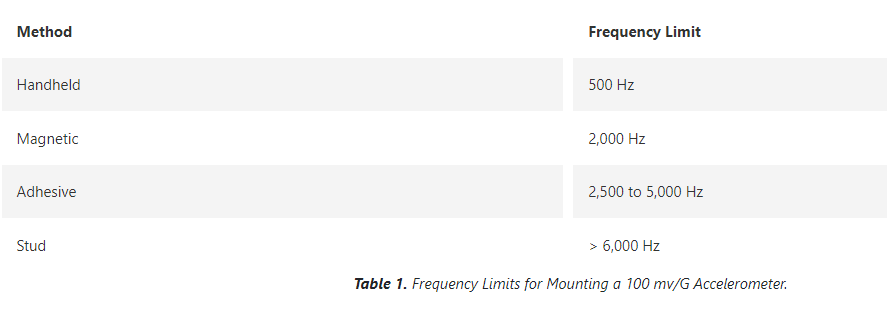 Method Frequency Limit
Handheld 500 Hz
Magnetic 2,000 Hz
Adhesive 2,500 to 5,000 Hz
Stud > 6,000 Hz
Table 1. Frequency Limits for Mounting a 100 mv/G Accelerometer.